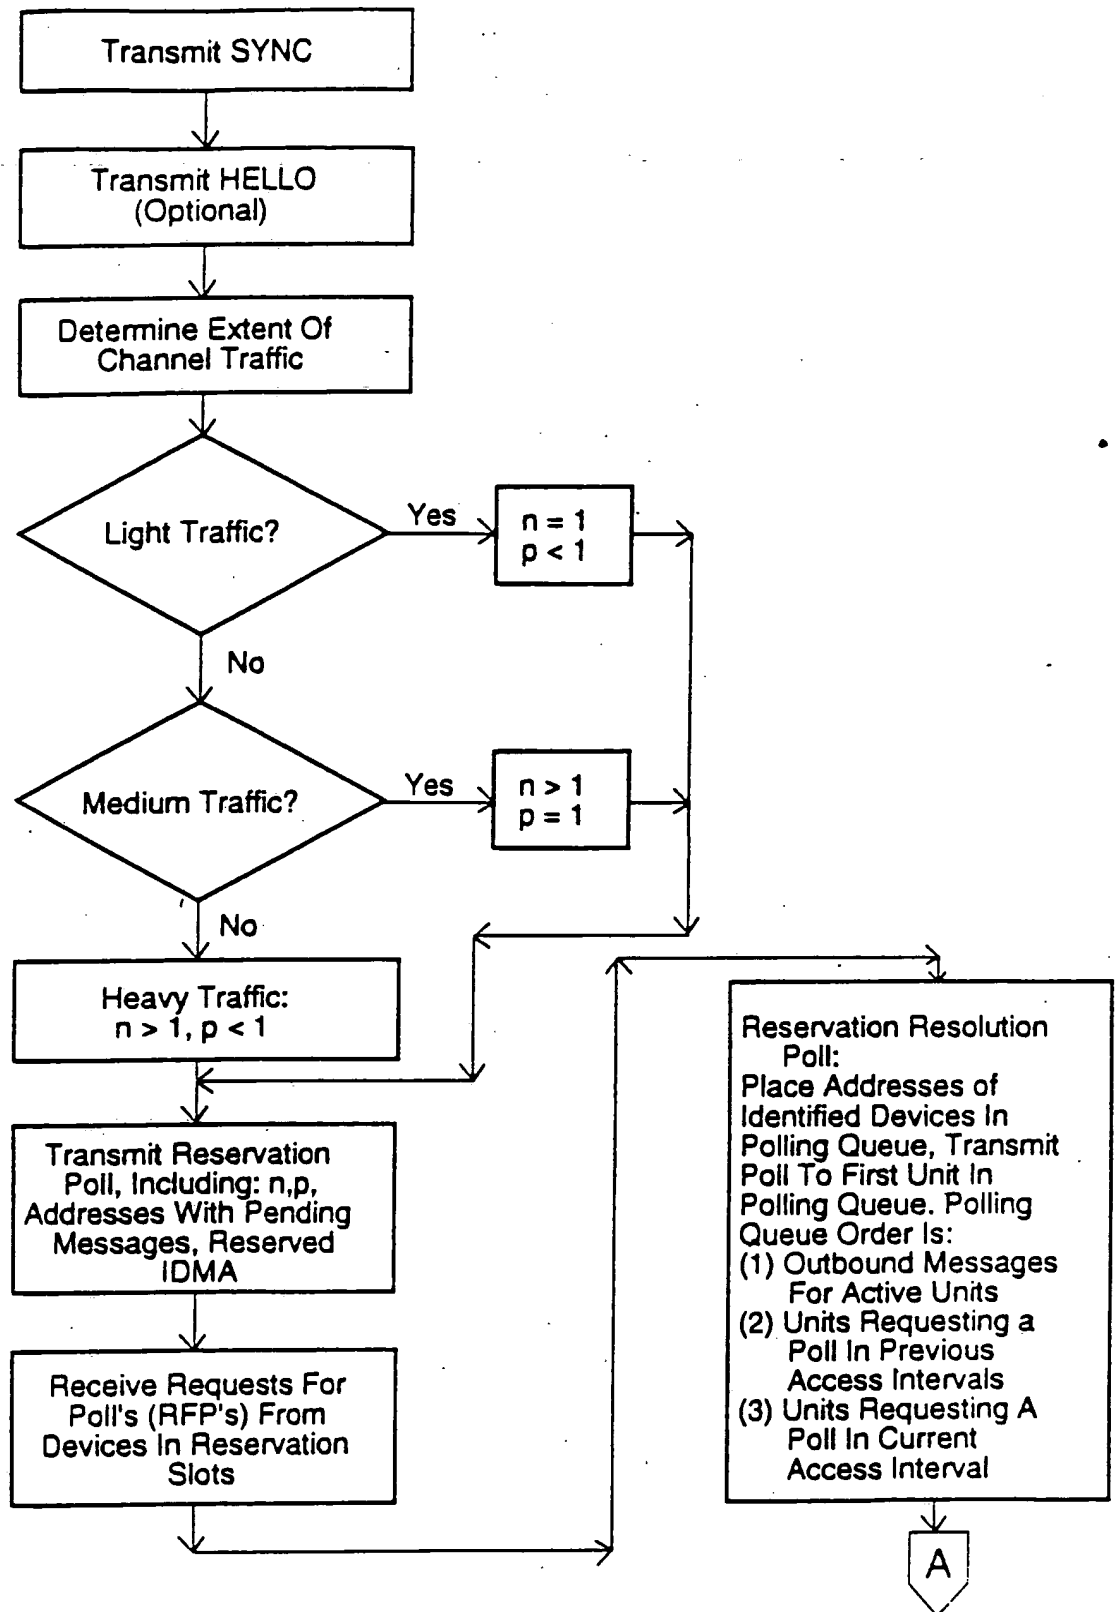 Transmit SYNC
Transmit HELLO
(Optional)
Determine Extent Of
Channel Traffic
Light Traffic?
Yes
n = 1
p < 1
No
Medium Traffic?
Yes
n > 1
p = 1
No
Heavy Traffic:
n > 1, p < 1
Transmit Reservation
Poll, Including: n,p,
Addresses With Pending
Messages, Reserved
IDMA
Receive Requests For
Poll's (RFP's) From
Devices In Reservation
Slots
Reservation Resolution
Poll:
Place Addresses of
Identified Devices In
Polling Queue, Transmit
Poll To First Unit In
Polling Queue. Polling
Queue Order Is:
(1) Outbound Messages
For Active Units
(2) Units Requesting a
Poll In Previous
Access Intervals
(3) Units Requesting A
Poll In Current
Access Interval
A